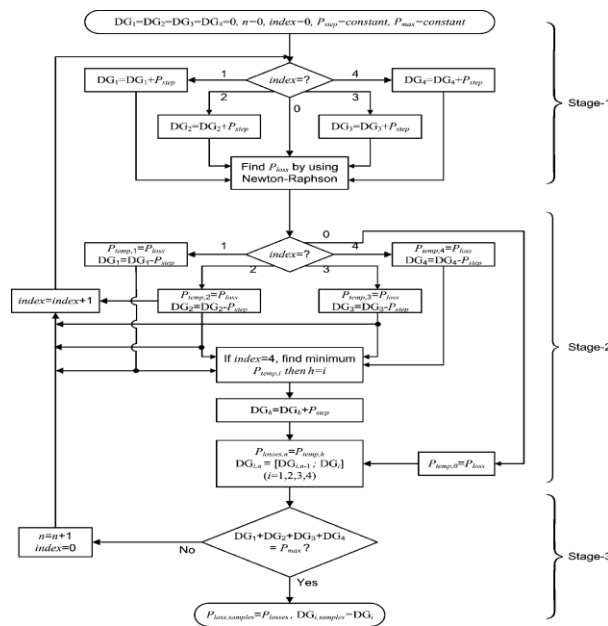 DG1=DG2=DG3=DG4=0, n=0, index=0, Pstep=constant, Pmax=constant
index=?
1
4
2
3
0
DG1=DG1+Pstep
DG4=DG4+Pstep
DG2=DG2+Pstep
DG3=DG3+Pstep
Find Ploss by using
Newton-Raphson
Stage-1
index=?
0
1
4
2
3
Ptemp,1=Ploss
DG1=DG1-Pstep
Ptemp,4=Ploss
DG4=DG4-Pstep
Ptemp,2=Ploss
DG2=DG2-Pstep
Ptemp,3=Ploss
DG3=DG3-Pstep
index=index+1
If index=4, find minimum
Ptemp,i then h=i
Stage-2
DGh=DGh+Pstep
Plosses,n=Ptemp,h
DGi,n=[DGi,n-1 ; DGi]
(i=1,2,3,4)
Ptemp,0=Ploss
n=n+1
index=0
No
DG1+DG2+DG3+DG4
=Pmax?
Stage-3
Yes
Ploss,samples=Plosses, DGi,samples=DGi